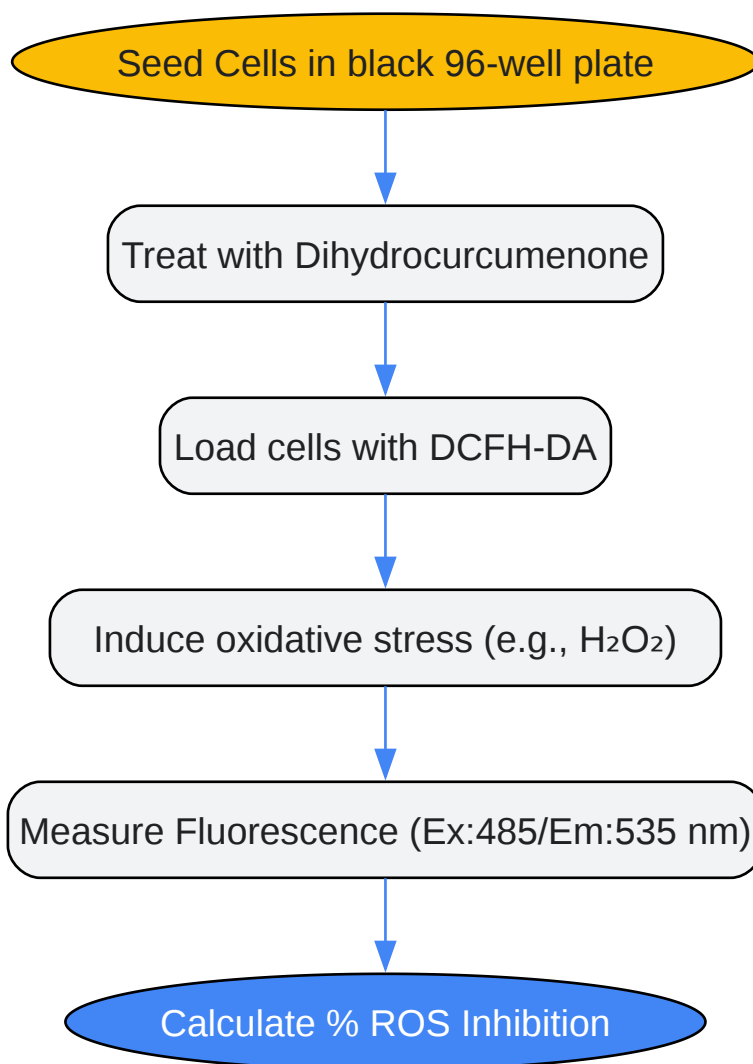 Seed Cells in black 96-well plate
Treat with Dihydrocurcumenone
Load cells with DCFH-DA
Induce oxidative stress (e.g., H₂O₂)
Measure Fluorescence (Ex:485/Em:535 nm)
Calculate % ROS Inhibition